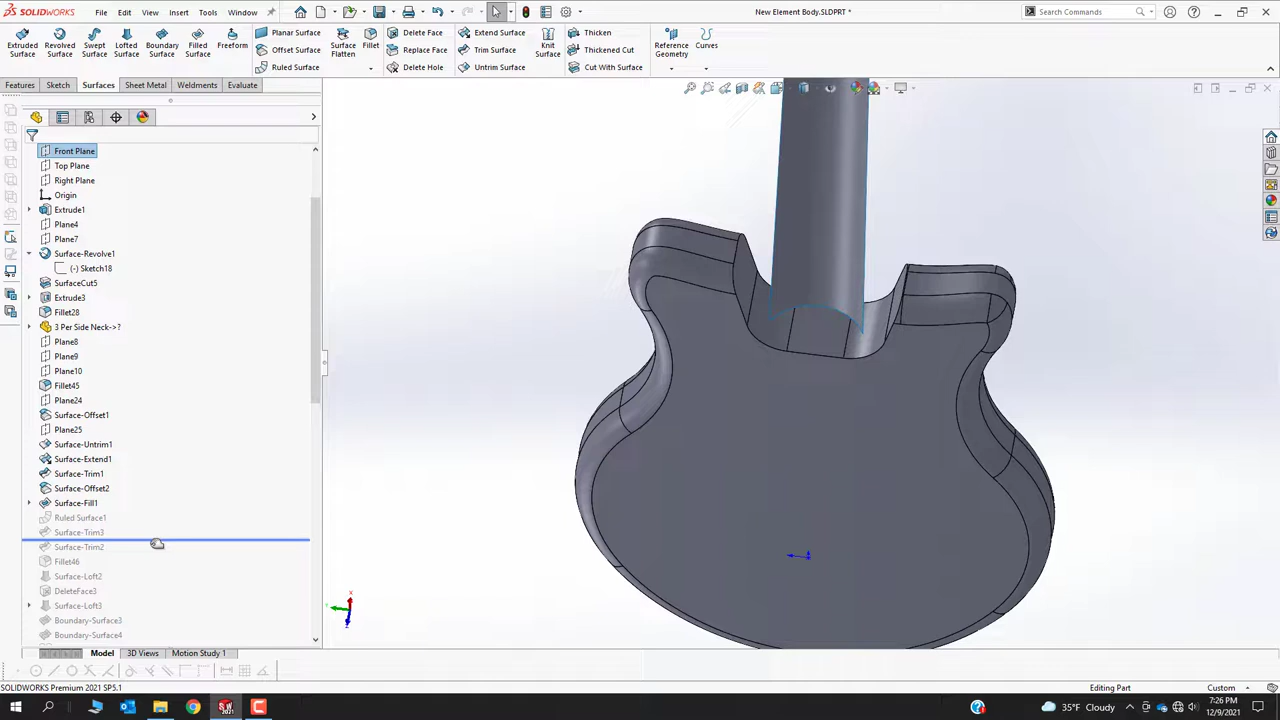 SOLIDWORKS File Edit View Insert Tools Window New Element Body.SLDPRT * Search Commands
Extruded Surface
Revolved Surface
Swept Surface
Lofted Surface
Boundary Surface
Filled Surface
Freeform
Planar Surface
Offset Surface
Ruled Surface
Surface Flatten
Fillet
Delete Face
Replace Face
Delete Hole
Extend Surface
Trim Surface
Untrim Surface
Knit Surface
Thicken
Thickened Cut
Cut With Surface
Reference Geometry
Curves
Features Sketch Surfaces Sheet Metal Weldments Evaluate
Front Plane
Top Plane
Right Plane
Origin
Extrude1
Plane4
Plane7
Surface-Revolve1
(-) Sketch18
SurfaceCut5
Extrude3
Fillet28
3 Per Side Neck->?
Plane8
Plane9
Plane10
Fillet45
Plane24
Surface-Offset1
Plane25
Surface-Untrim1
Surface-Extend1
Surface-Trim1
Surface-Offset2
Surface-Fill1
Ruled Surface1
Surface-Trim3
Surface-Trim2
Fillet46
Surface-Loft2
DeleteFace3
Surface-Loft3
Boundary-Surface3
Boundary-Surface4
Model 3D Views Motion Study 1
SOLIDWORKS Premium 2021 SP5.1 Editing Part Custom
35°F Cloudy 7:26 PM
12/9/2021